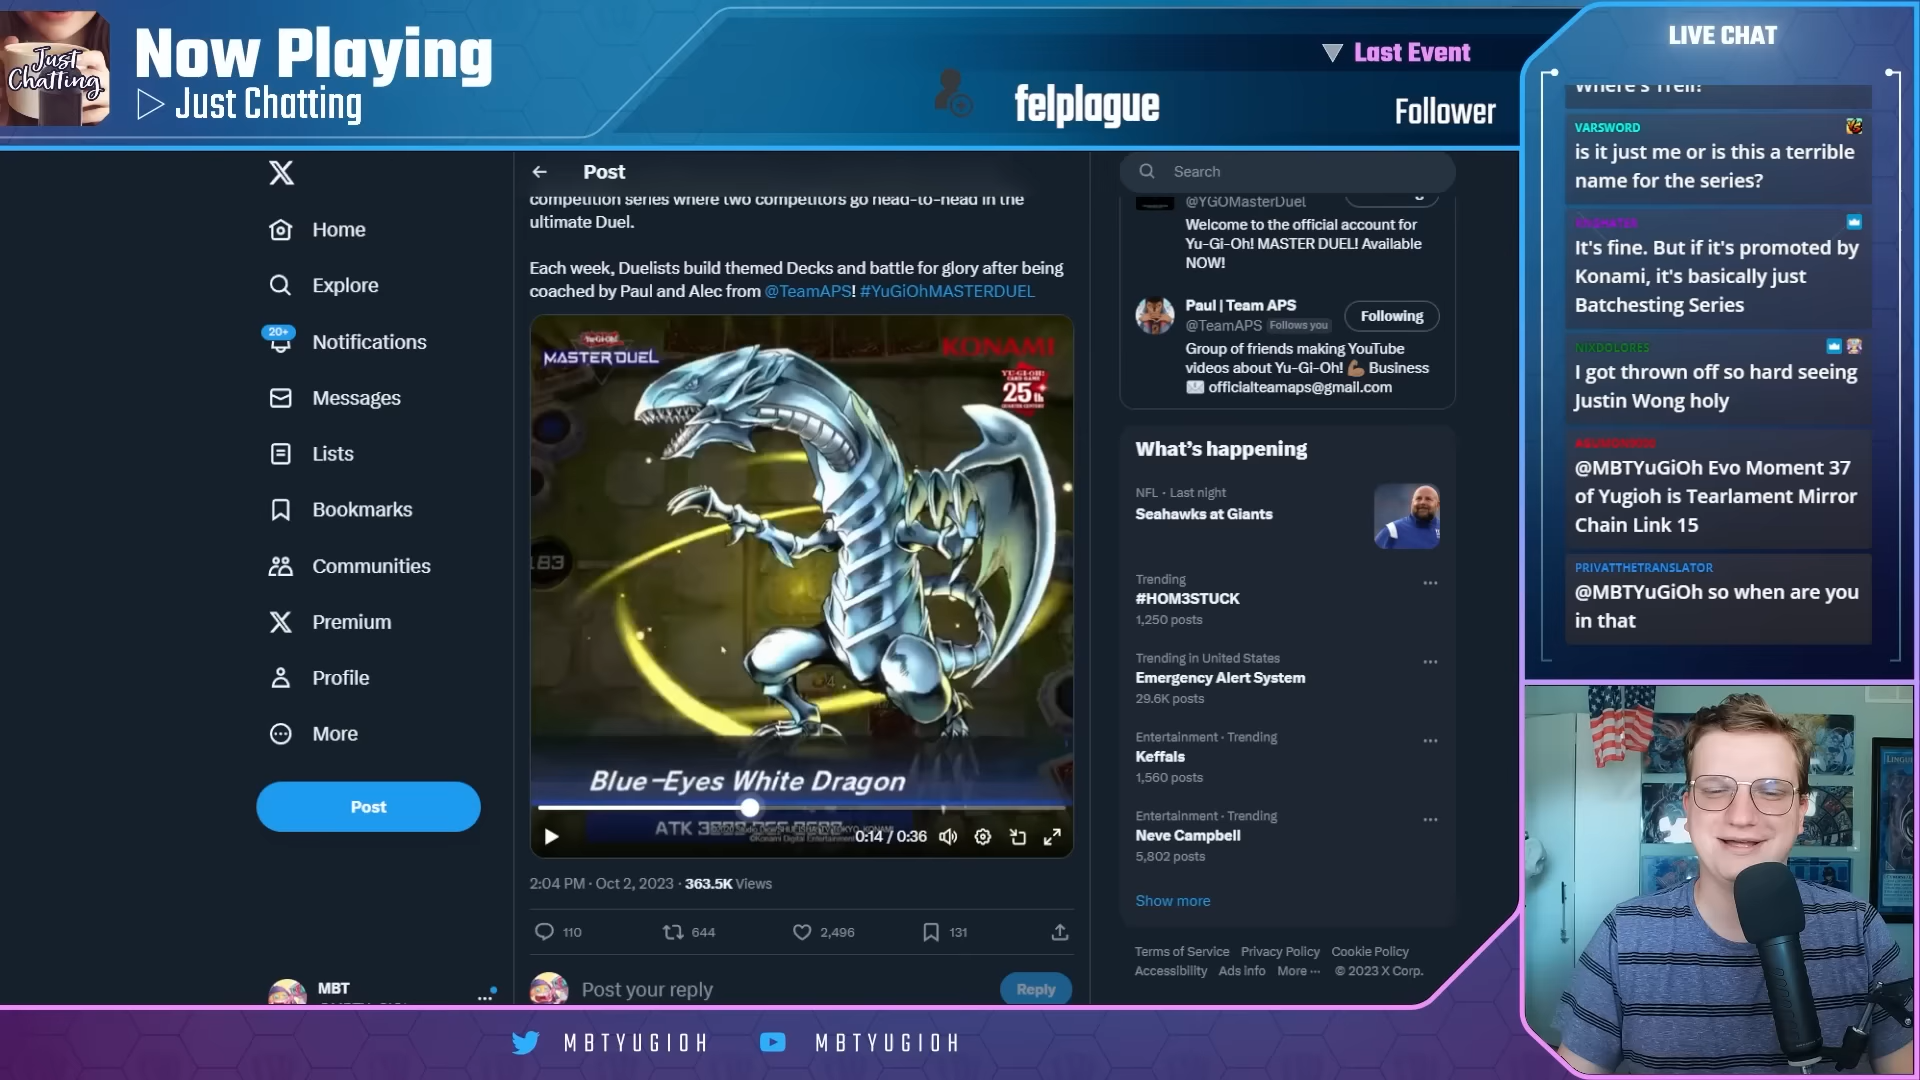 Just
Chatting
Now Playing
Just Chatting
Last Event
felplague
Follower
LIVE CHAT
VARSWORD
is it just me or is this a terrible
name for the series?
It's fine. But if it's promoted by
Konami, it's basically just
Batchesting Series
NIXDOLORES
I got thrown off so hard seeing
Justin Wong holy
@MBTYuGiOh Evo Moment 37
of Yugioh is Tearlament Mirror
Chain Link 15
PRIVATTHETRANSLATOR
@MBTYuGiOh so when are you
in that
Home
Explore
20+
Notifications
Messages
Lists
Bookmarks
Communities
Premium
Profile
More
Post
MBT
Post
competition series where two competitors go head-to-head in the
ultimate Duel.
Each week, Duelists build themed Decks and battle for glory after being
coached by Paul and Alec from @TeamAPS! #YuGiOhMASTERDUEL
Yu-Gi-Oh!
MASTER DUEL
KONAMI
YU-GI-OH!
CARD GAME
25th
183
Blue-Eyes White Dragon
0:14 / 0:36
2:04 PM · Oct 2, 2023 · 363.5K Views
110
644
2,496
131
Post your reply
Reply
Search
@YGOMasterDuel
Welcome to the official account for
Yu-Gi-Oh! MASTER DUEL! Available
NOW!
Paul | Team APS
@TeamAPS Follows you
Following
Group of friends making YouTube
videos about Yu-Gi-Oh! 💪🏾 Business
✉️ officialteamaps@gmail.com
What's happening
NFL · Last night
Seahawks at Giants
Trending
#HOM3STUCK
1,250 posts
Trending in United States
Emergency Alert System
29.6K posts
Entertainment · Trending
Keffals
1,560 posts
Entertainment · Trending
Neve Campbell
5,802 posts
Show more
Terms of Service Privacy Policy Cookie Policy
Accessibility Ads info More ··· © 2023 X Corp.
MBTYUGIOH
MBTYUGIOH